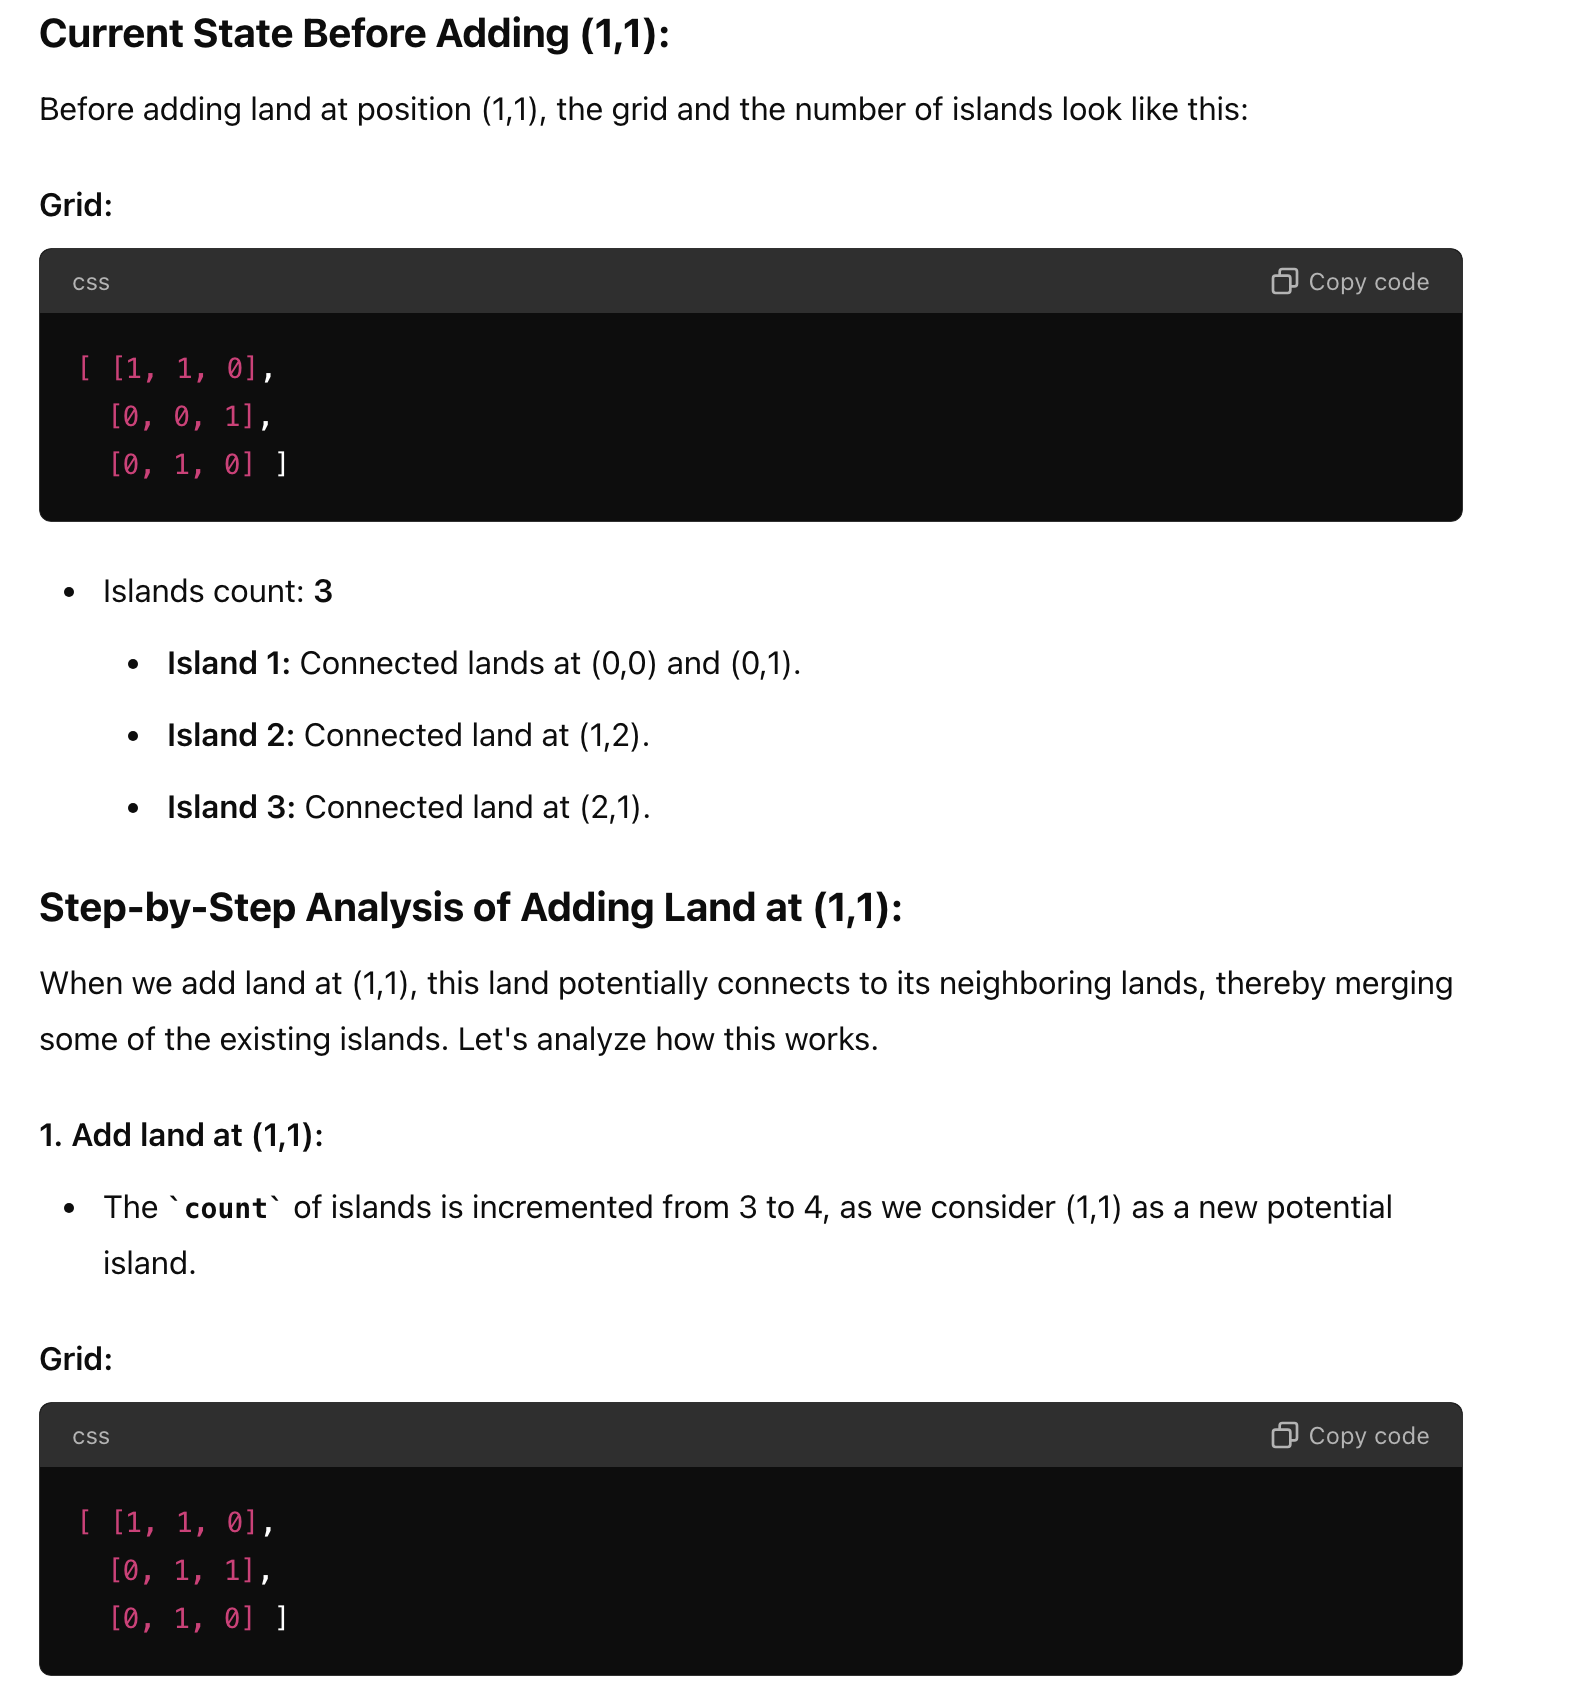 Current State Before Adding (1,1):
Before adding land at position (1,1), the grid and the number of islands look like this:
Grid:
css
Copy code
[ [1, 1, 0],
[0, 0, 1],
[0, 1, 0] ]
• Islands count: 3
• Island 1: Connected lands at (0,0) and (0,1).
• Island 2: Connected land at (1,2).
• Island 3: Connected land at (2,1).
Step-by-Step Analysis of Adding Land at (1,1):
When we add land at (1,1), this land potentially connects to its neighboring lands, thereby merging
some of the existing islands. Let's analyze how this works.
1. Add land at (1,1):
• The `count` of islands is incremented from 3 to 4, as we consider (1,1) as a new potential
island.
Grid:
css
Copy code
[ [1, 1, 0],
[0, 1, 1],
[0, 1, 0] ]